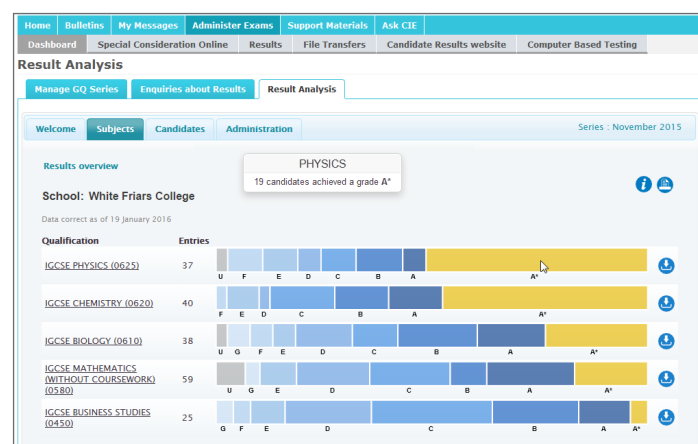 Home Bulletins My Messages Administer Exams Support Materials Ask CIE
Dashboard Special Consideration Online Results File Transfers Candidate Results website Computer Based Testing
Result Analysis
Manage GQ Series Enquiries about Results Result Analysis
Welcome Subjects Candidates Administration Series : November 2015
Results overview
PHYSICS
19 candidates achieved a grade A*
School: White Friars College
Data correct as of 19 January 2016
Qualification Entries
IGCSE PHYSICS (0625) 37
U F E D C B A A*
IGCSE CHEMISTRY (0620) 40
F E D C B A A*
IGCSE BIOLOGY (0610) 38
U G F E D C B A A*
IGCSE MATHEMATICS
(WITHOUT COURSEWORK) 59
(0580)
U G E D C B A A*
IGCSE BUSINESS STUDIES
(0450) 25
G F E D C B A A*